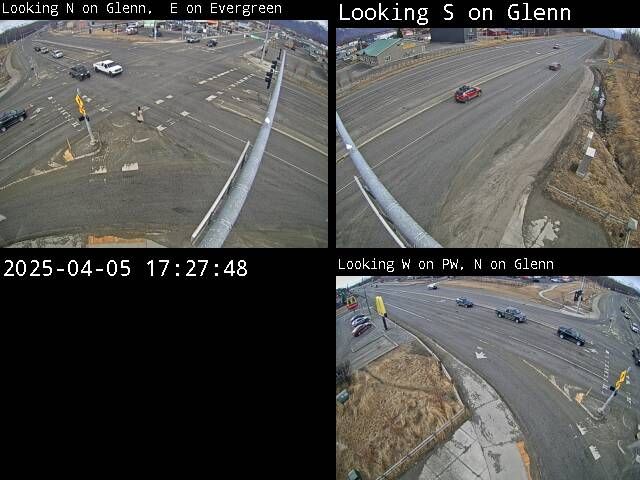 Looking N on Glenn,  E on Evergreen
Looking S on Glenn
2025-04-05 17:27:48
Looking W on PW, N on Glenn